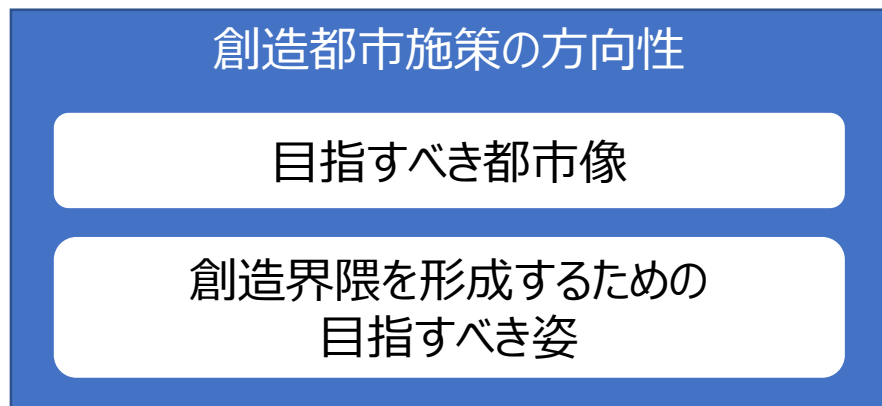 創造都市施策の方向性
目指すべき都市像
創造界隈を形成するための
目指すべき姿